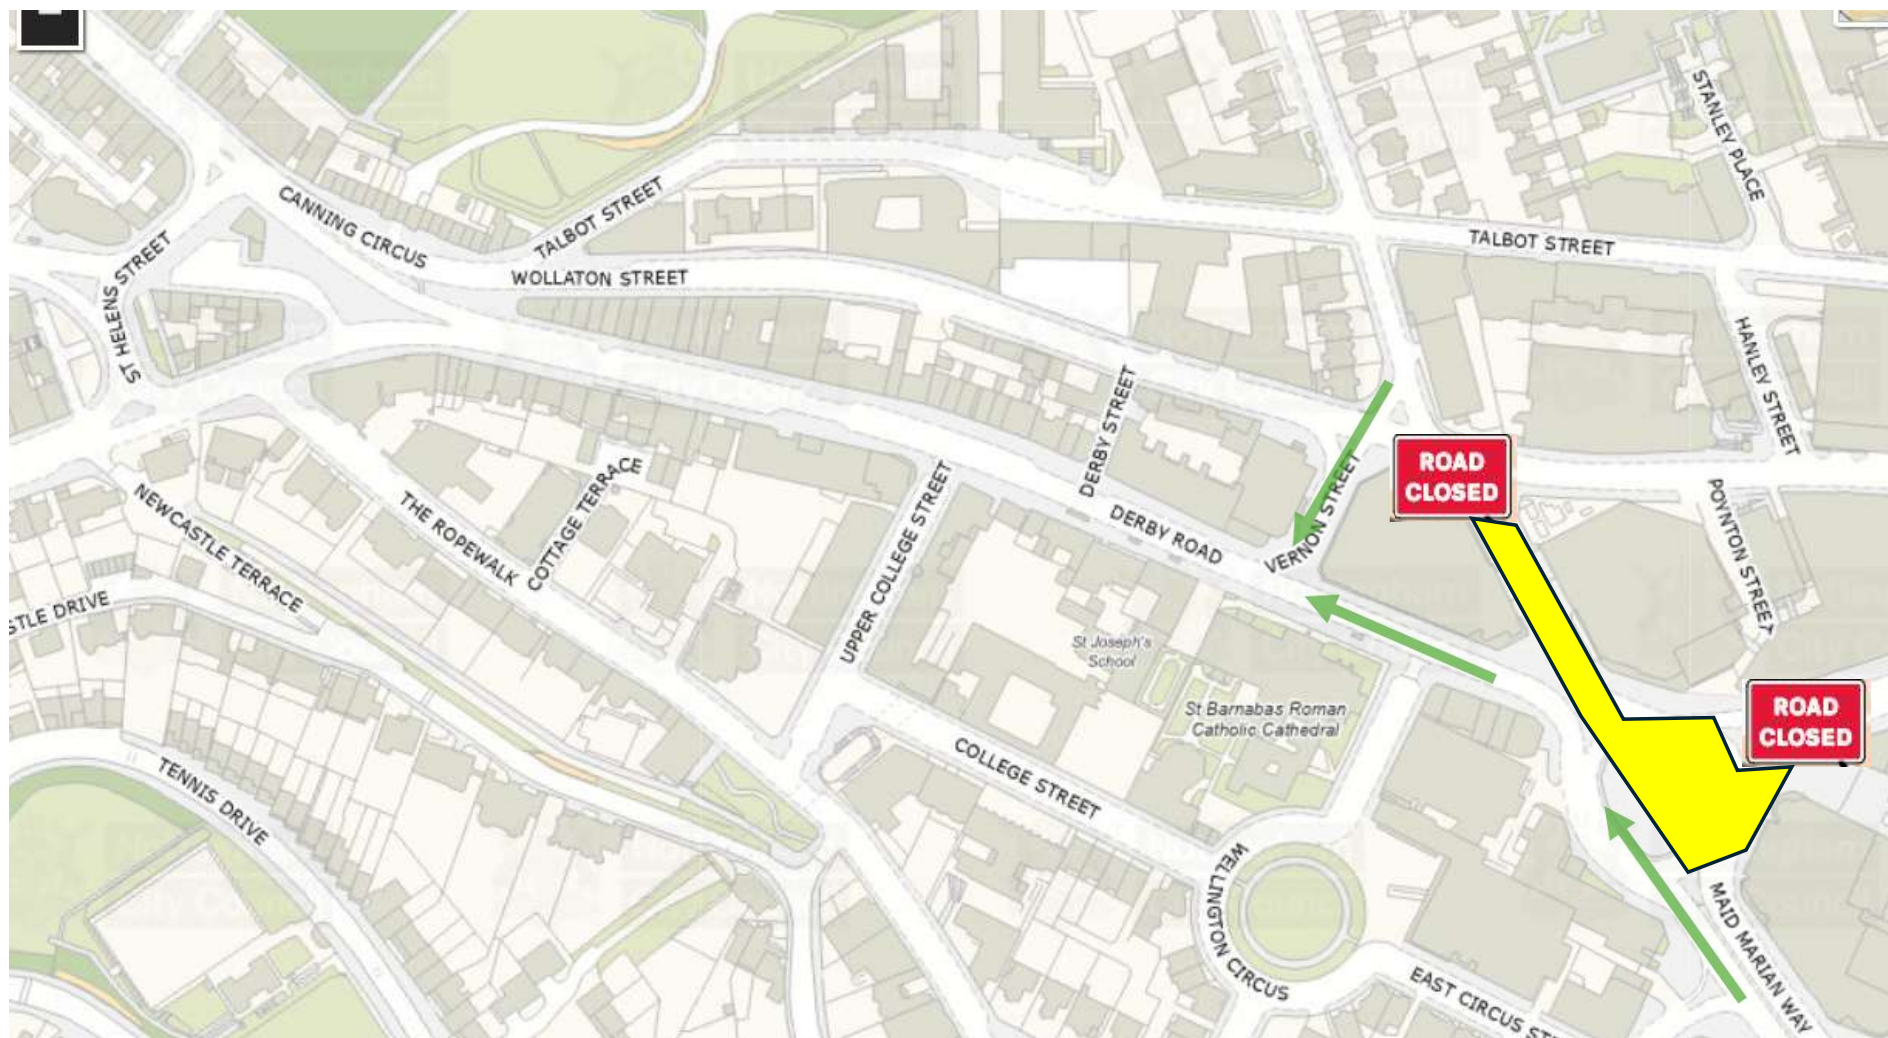 STANLEY PLACE
CANNING CIRCUS
TALBOT STREET
TALBOT STREET
WOLLATON STREET
ST HELENS STREET
HANLEY STREET
DERBY STREET
ROAD
CLOSED
VERNON STREET
DERBY ROAD
POYNTON STREET
UPPER COLLEGE STREET
COTTAGE TERRACE
THE ROPEWALK
NEWCASTLE TERRACE
STLE DRIVE
St Joseph's
School
St Barnabas Roman
Catholic Cathedral
ROAD
CLOSED
COLLEGE STREET
TENNIS DRIVE
WELLINGTON CIRCUS
EAST CIRCUS ST
MAID MARIAN WAY